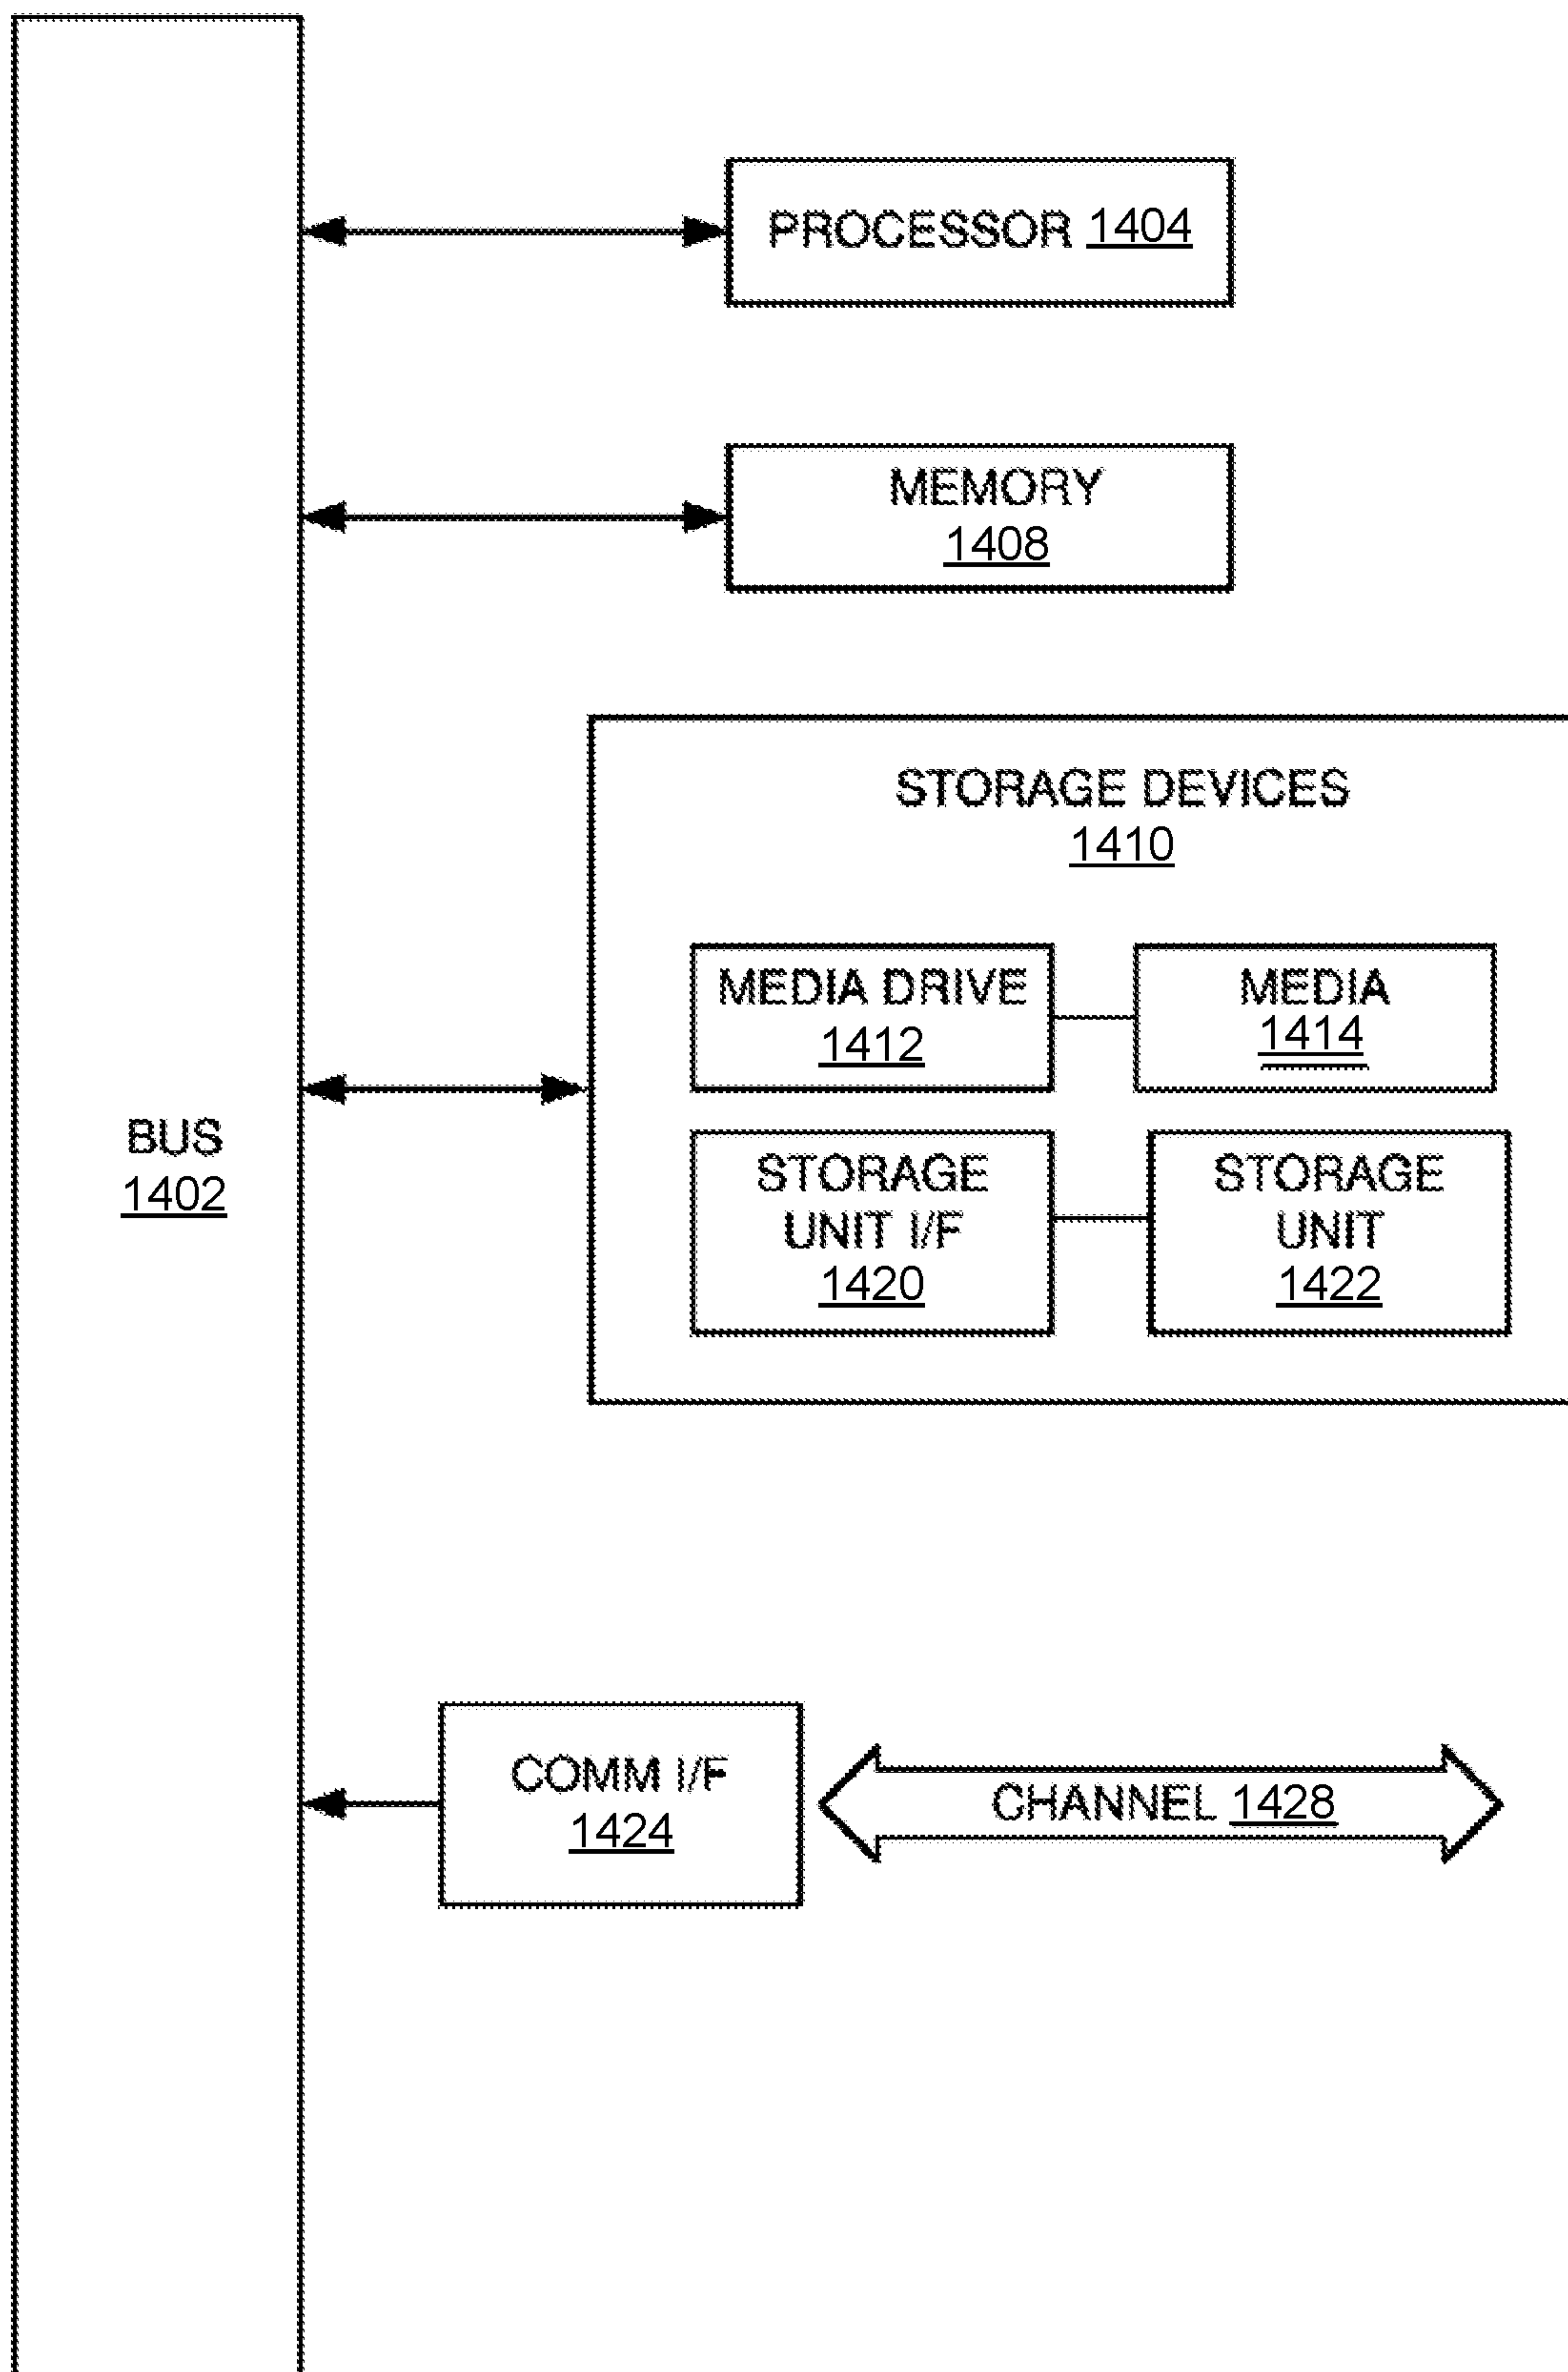 PROCESSOR 1404
MEMORY
1408
STORAGE DEVICES
1410
MEDIA DRIVE
1412
MEDIA
1414
BUS
1402
STORAGE
UNIT I/F
1420
STORAGE
UNIT
1422
COMM I/F
1424
CHANNEL 1428